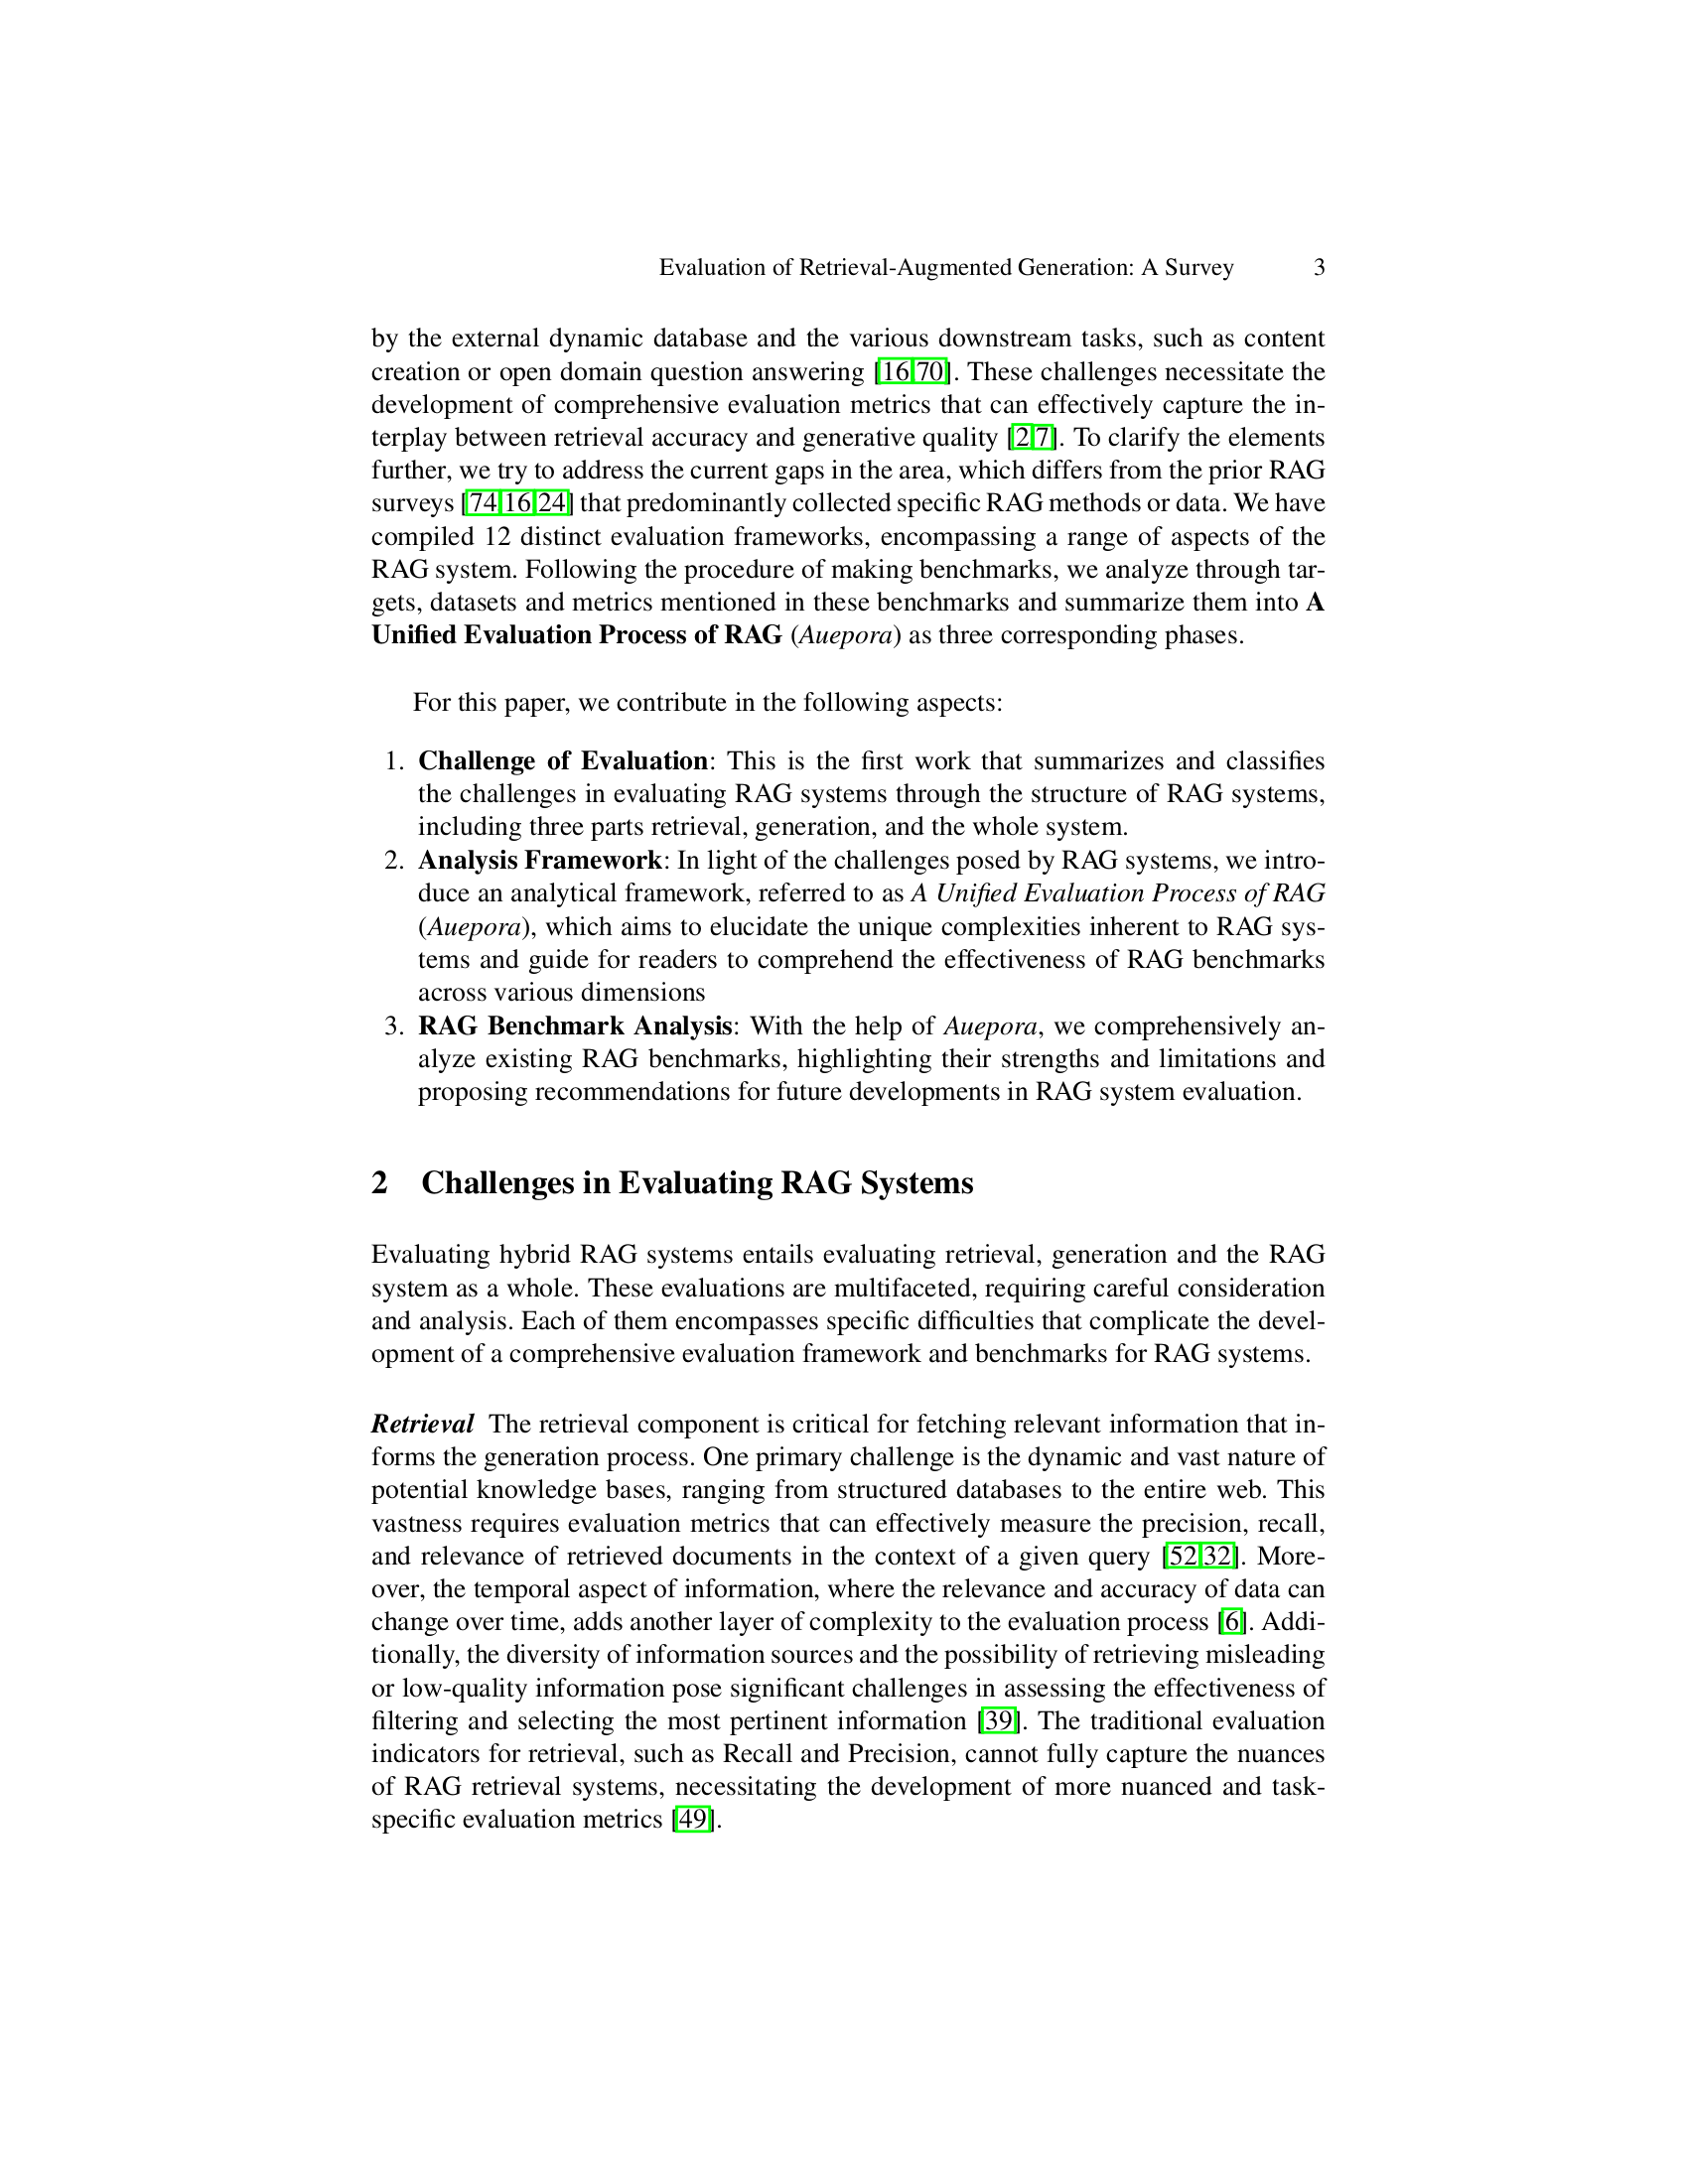 Evaluation of Retrieval-Augmented Generation: A Survey 3
by the external dynamic database and the various downstream tasks, such as content
creation or open domain question answering [16,70]. These challenges necessitate the
development of comprehensive evaluation metrics that can effectively capture the in-
terplay between retrieval accuracy and generative quality [2,7]. To clarify the elements
further, we try to address the current gaps in the area, which differs from the prior RAG
surveys [74,16,24] that predominantly collected specific RAG methods or data. We have
compiled 12 distinct evaluation frameworks, encompassing a range of aspects of the
RAG system. Following the procedure of making benchmarks, we analyze through tar-
gets, datasets and metrics mentioned in these benchmarks and summarize them into A
Unified Evaluation Process of RAG (Auepora) as three corresponding phases.
For this paper, we contribute in the following aspects:
1. Challenge of Evaluation: This is the first work that summarizes and classifies
the challenges in evaluating RAG systems through the structure of RAG systems,
including three parts retrieval, generation, and the whole system.
2. Analysis Framework: In light of the challenges posed by RAG systems, we intro-
duce an analytical framework, referred to as A Unified Evaluation Process of RAG
(Auepora), which aims to elucidate the unique complexities inherent to RAG sys-
tems and guide for readers to comprehend the effectiveness of RAG benchmarks
across various dimensions
3. RAG Benchmark Analysis: With the help of Auepora, we comprehensively an-
alyze existing RAG benchmarks, highlighting their strengths and limitations and
proposing recommendations for future developments in RAG system evaluation.
2 Challenges in Evaluating RAG Systems
Evaluating hybrid RAG systems entails evaluating retrieval, generation and the RAG
system as a whole. These evaluations are multifaceted, requiring careful consideration
and analysis. Each of them encompasses specific difficulties that complicate the devel-
opment of a comprehensive evaluation framework and benchmarks for RAG systems.
Retrieval The retrieval component is critical for fetching relevant information that in-
forms the generation process. One primary challenge is the dynamic and vast nature of
potential knowledge bases, ranging from structured databases to the entire web. This
vastness requires evaluation metrics that can effectively measure the precision, recall,
and relevance of retrieved documents in the context of a given query [52,32]. More-
over, the temporal aspect of information, where the relevance and accuracy of data can
change over time, adds another layer of complexity to the evaluation process [6]. Addi-
tionally, the diversity of information sources and the possibility of retrieving misleading
or low-quality information pose significant challenges in assessing the effectiveness of
filtering and selecting the most pertinent information [39]. The traditional evaluation
indicators for retrieval, such as Recall and Precision, cannot fully capture the nuances
of RAG retrieval systems, necessitating the development of more nuanced and task-
specific evaluation metrics [49].